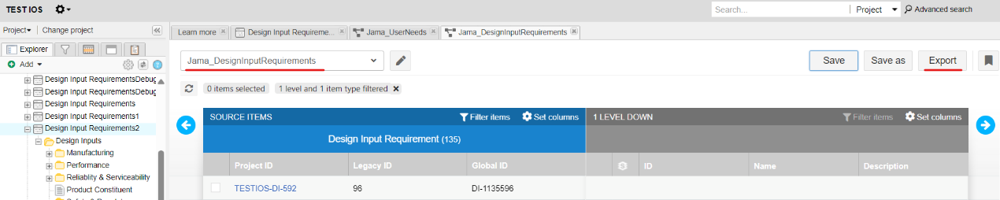 TEST IOS
Search... Project Advanced search
Project Change project
Learn more Design Input Requireme... Jama_UserNeeds Jama_DesignInputRequirements
Explorer
Add
Jama_DesignInputRequirements Save Save as Export
0 items selected 1 level and 1 item type filtered
Design Input RequirementsDebug
Design Input RequirementsDebug
Design Input Requirements
Design Input Requirements1
Design Input Requirements2
Design Inputs
Manufacturing
Performance
Reliablity & Serviceability
Product Constituent
SOURCE ITEMS Filter items Set columns 1 LEVEL DOWN Filter items Set columns
Design Input Requirement (135)
Project ID Legacy ID Global ID ID Name Description
TESTIOS-DI-592 96 DI-1135596